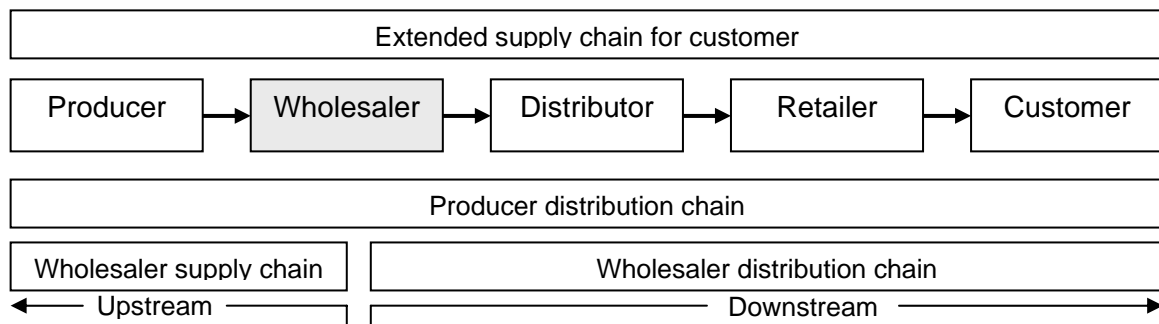 Extended supply chain for customer
Producer Wholesaler Distributor Retailer Customer
Producer distribution chain
Wholesaler supply chain Wholesaler distribution chain
Upstream Downstream